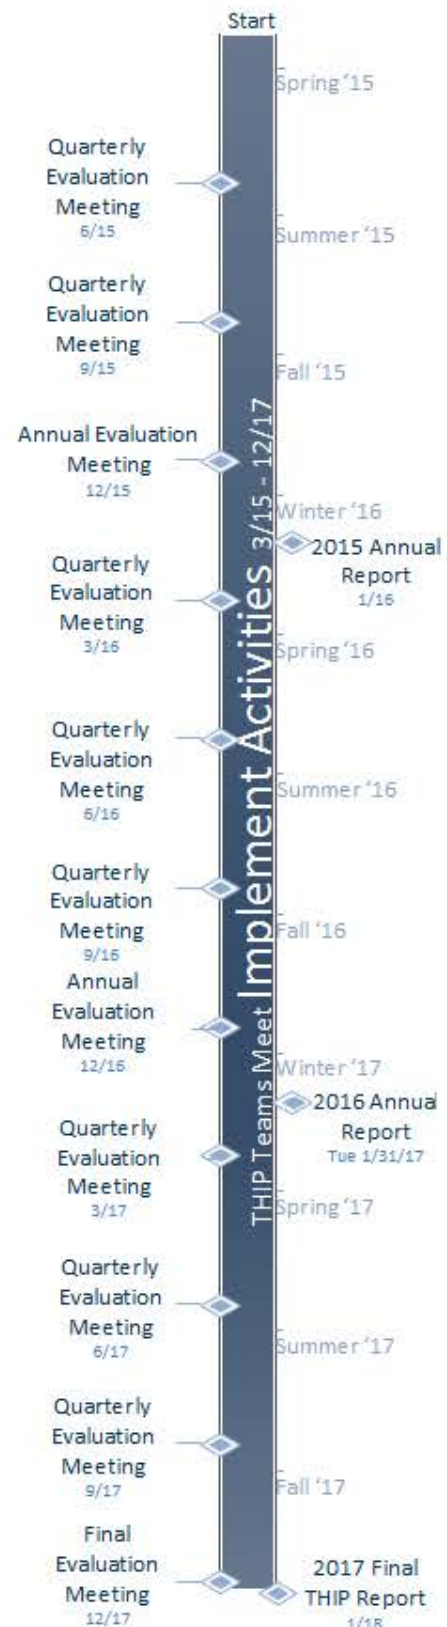 Start
Spring '15
Quarterly
Evaluation
Meeting
6/15
Summer '15
Quarterly
Evaluation
Meeting
9/15
Fall '15
Annual Evaluation
Meeting
12/15
Winter '16
2015 Annual
Report
1/16
Quarterly
Evaluation
Meeting
3/16
Spring '16
THIP Teams Meet Implement Activities 3/15 - 12/17
Quarterly
Evaluation
Meeting
6/16
Summer '16
Quarterly
Evaluation
Meeting
9/16
Fall '16
Annual
Evaluation
Meeting
12/16
Winter '17
2016 Annual
Report
Tue 1/31/17
Quarterly
Evaluation
Meeting
3/17
Spring '17
Quarterly
Evaluation
Meeting
6/17
Summer '17
Quarterly
Evaluation
Meeting
9/17
Fall '17
Final
Evaluation
Meeting
12/17
2017 Final
THIP Report
1/18